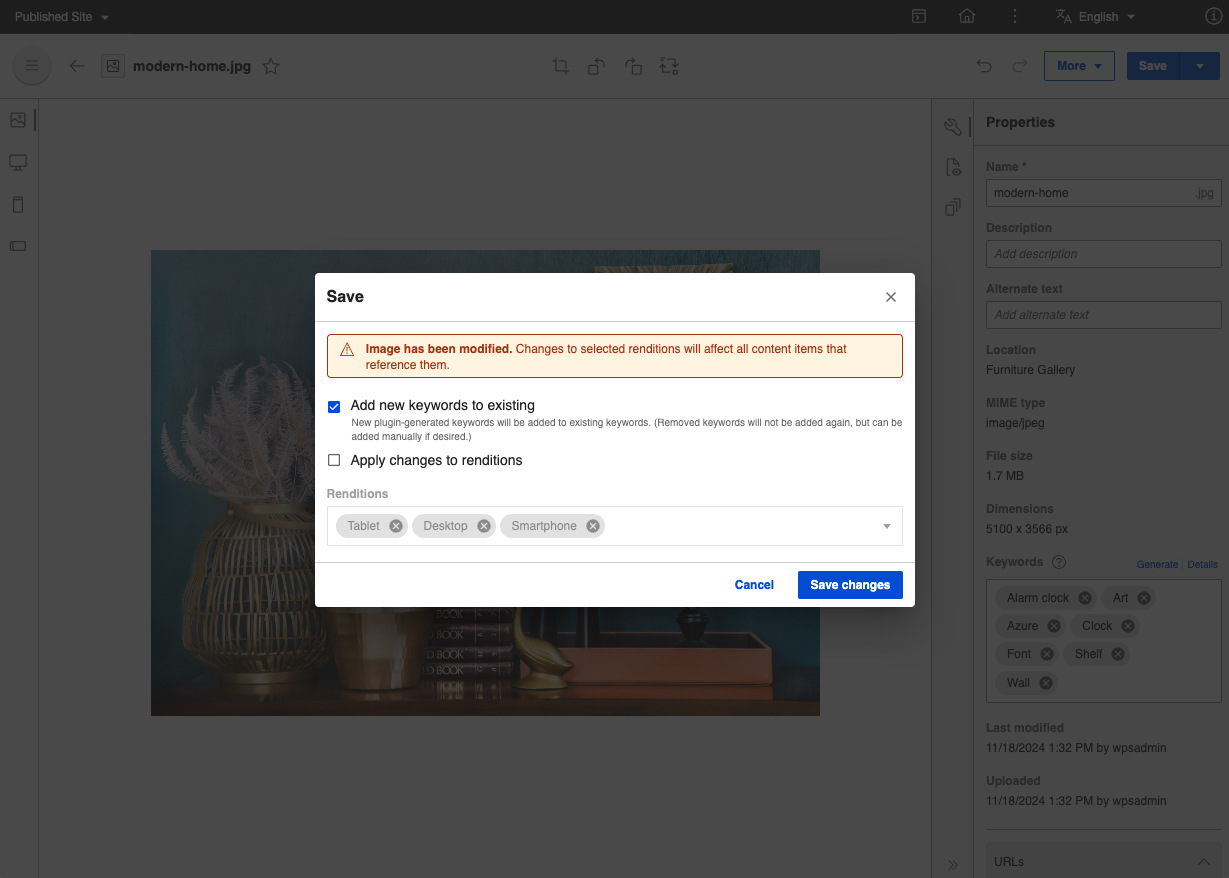 Published Site
English
modern-home.jpg
More
Save
Properties
Name *
modern-home .jpg
Description
Add description
Alternate text
Add alternate text
Location
Furniture Gallery
MIME type
image/jpeg
File size
1.7 MB
Dimensions
5100 x 3566 px
Keywords
Generate
Details
Alarm clock
Art
Azure
Clock
Font
Shelf
Wall
Last modified
11/18/2024 1:32 PM by wpsadmin
Uploaded
11/18/2024 1:32 PM by wpsadmin
URLs
Save
Image has been modified. Changes to selected renditions will affect all content items that
reference them.
Add new keywords to existing
New plugin-generated keywords will be added to existing keywords. (Removed keywords will not be added again, but can be
added manually if desired.)
Apply changes to renditions
Renditions
Tablet
Desktop
Smartphone
Cancel
Save changes
BOOK
BOOK
D BOOK
D BOOK